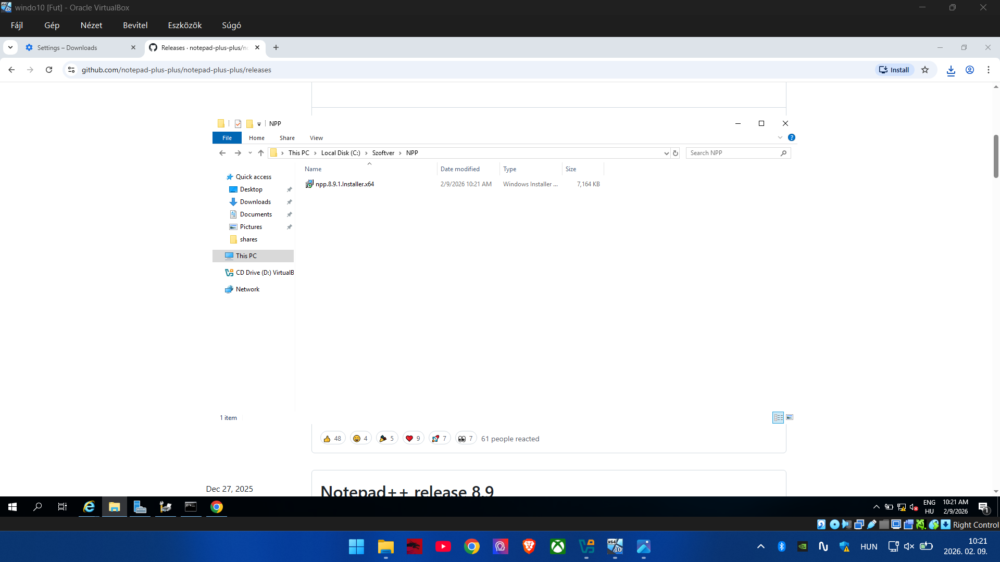 windo10 [Fut] - Oracle VirtualBox
Fájl Gép Nézet Bevitel Eszközök Súgó
Settings – Downloads
Releases · notepad-plus-plus/no
github.com/notepad-plus-plus/notepad-plus-plus/releases
Install
NPP
File Home Share View
This PC Local Disk (C:) Szoftver NPP
Search NPP
Name Date modified Type Size
npp.8.9.1.Installer.x64 2/9/2026 10:21 AM Windows Installer ... 7,164 KB
Quick access
Desktop
Downloads
Documents
Pictures
shares
This PC
CD Drive (D:) VirtualB
Network
1 item
48 4 5 9 7 7 61 people reacted
Dec 27, 2025
Notepad++ release 8.9
ENG
HU
10:21 AM
2/9/2026
1
Right Control
x64
10
HUN
10:21
2026. 02. 09.